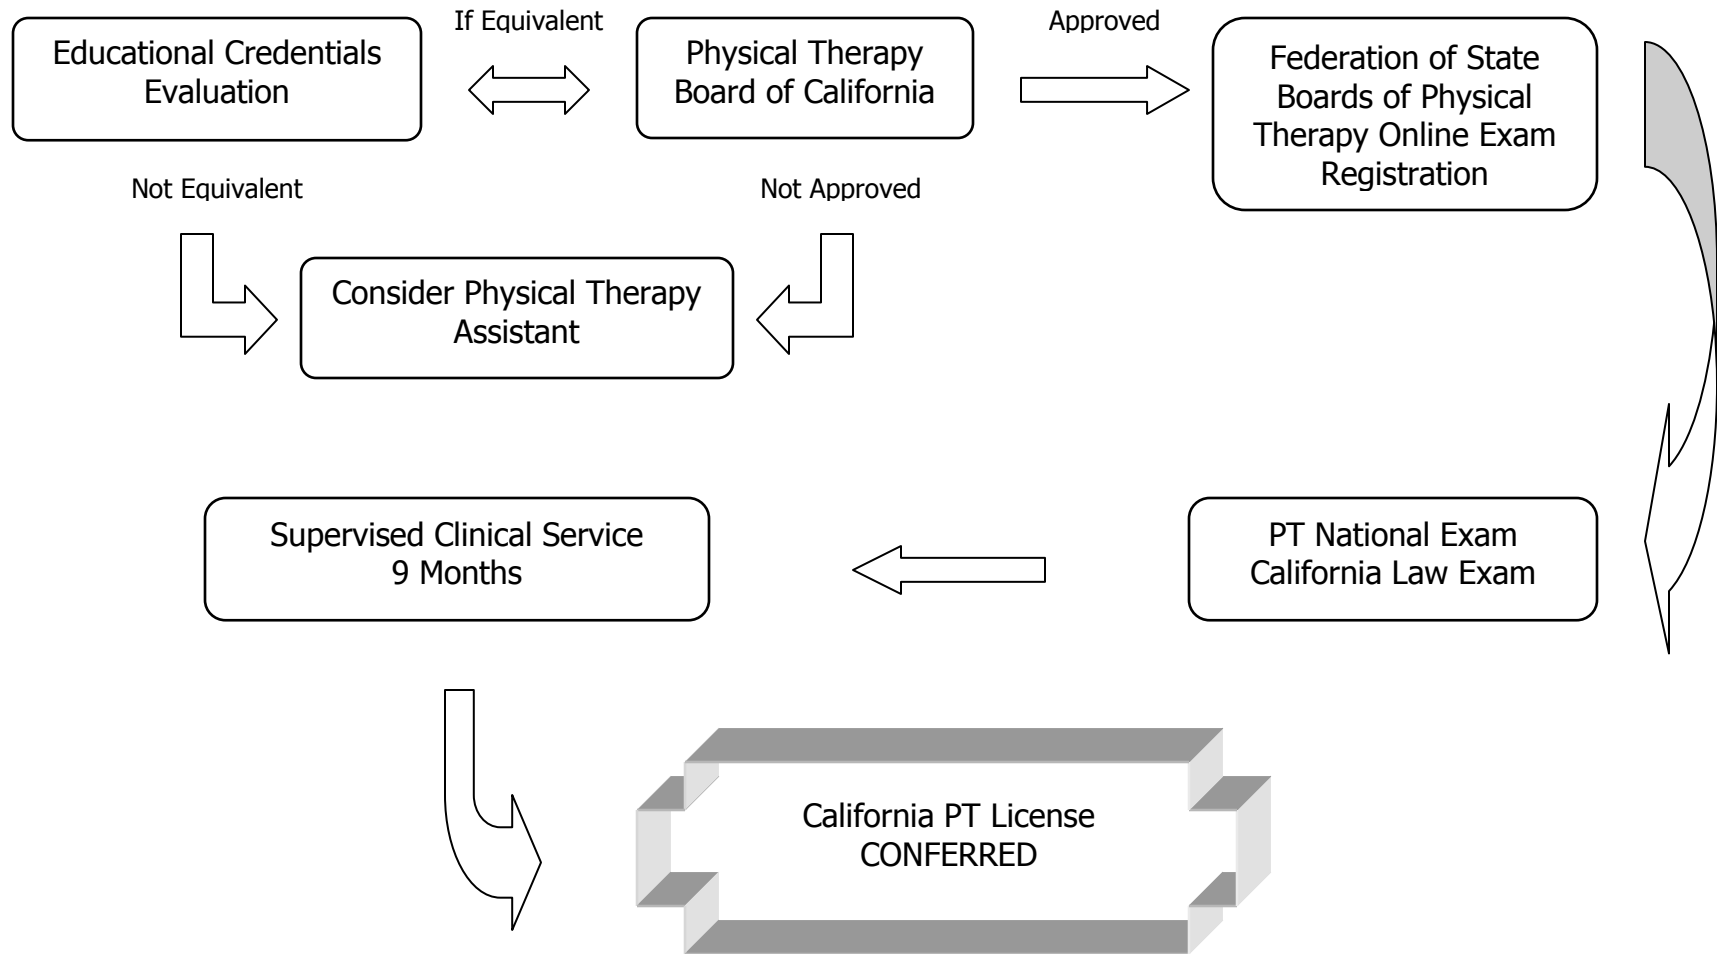 If Equivalent
Approved
Educational Credentials
Evaluation
Physical Therapy
Board of California
Federation of State
Boards of Physical
Therapy Online Exam
Registration
Not Equivalent
Not Approved
Consider Physical Therapy
Assistant
Supervised Clinical Service
9 Months
PT National Exam
California Law Exam
California PT License
CONFERRED